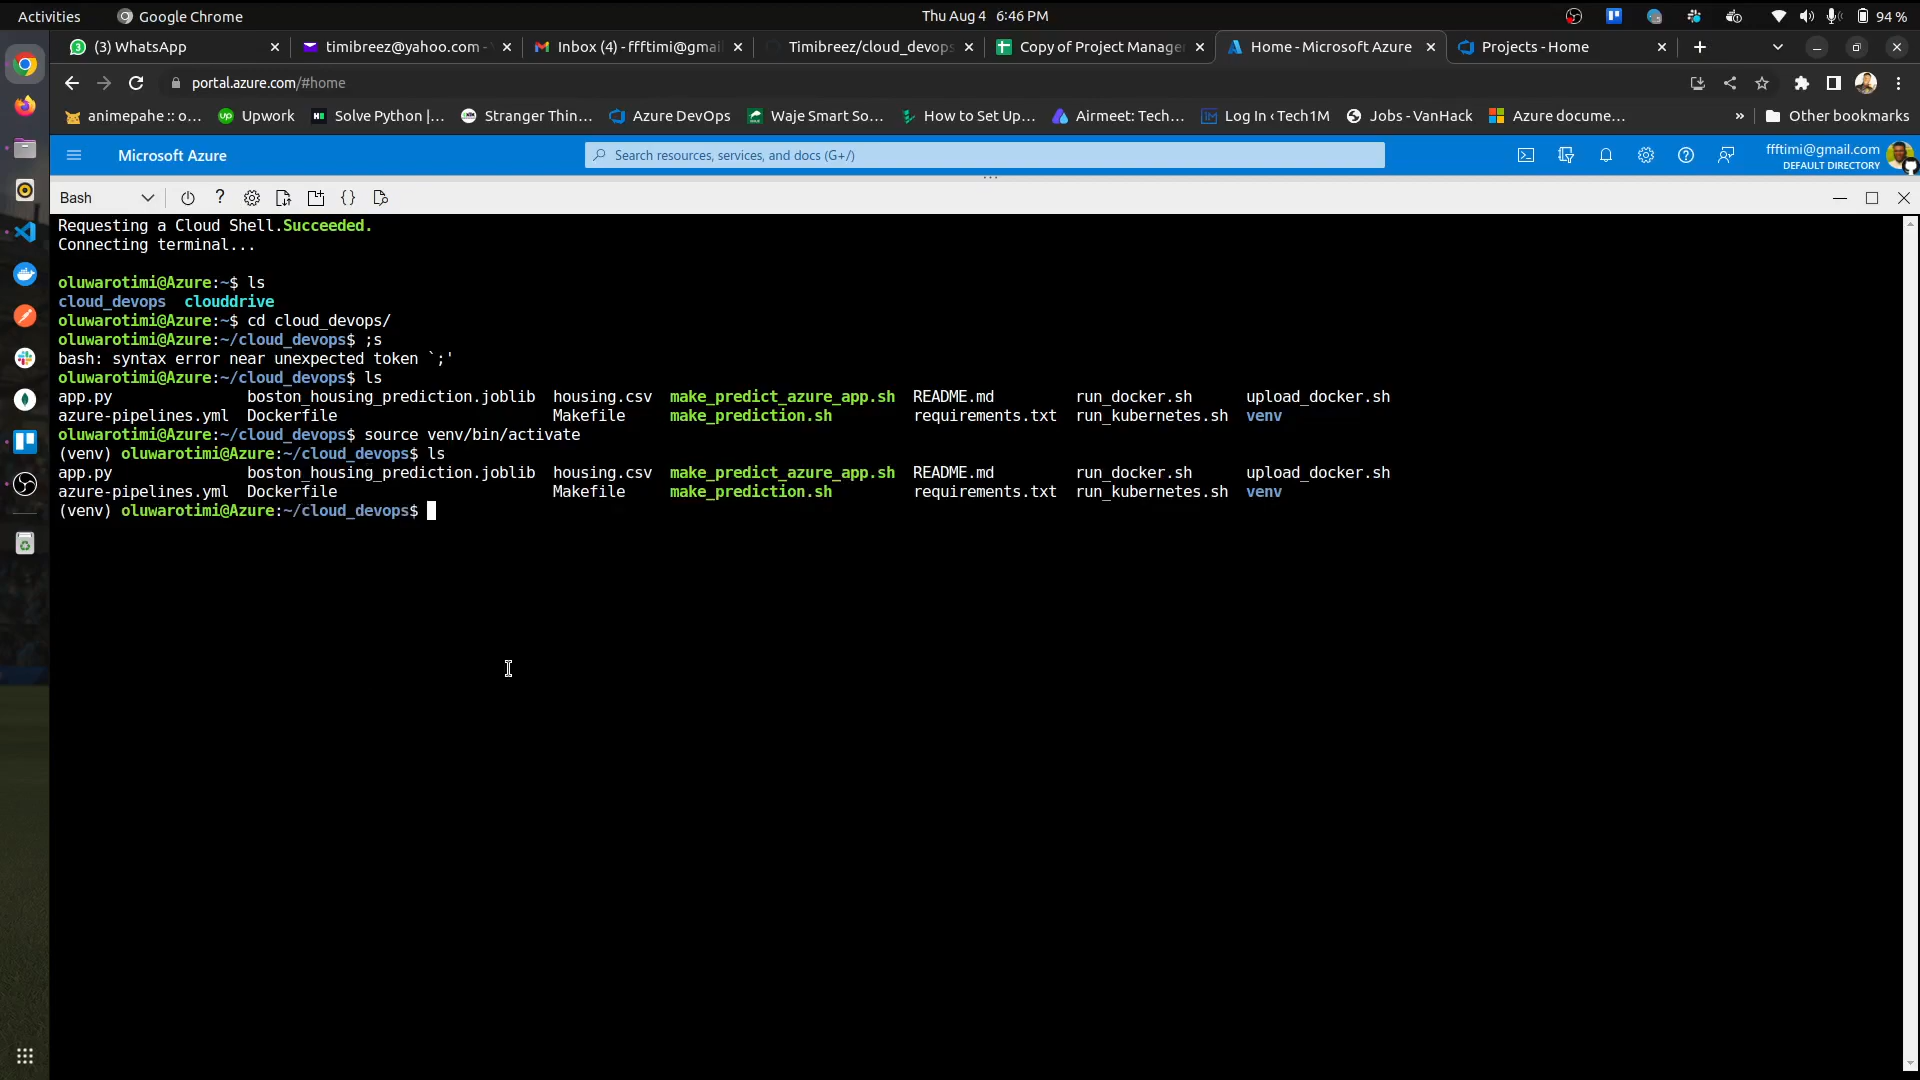 Activities Google Chrome Thu Aug 4 6:46 PM 94 %
(3) WhatsApp timibreez@yahoo.com - Inbox (4) - ffftimi@gmai Timibreez/cloud_devops Copy of Project Manage Home - Microsoft Azure Projects - Home
portal.azure.com/#home
animepahe :: o... Upwork Solve Python |... Stranger Thin... Azure DevOps Waje Smart So... How to Set Up... Airmeet: Tech... Log In ‹ Tech1M Jobs - VanHack Azure docume... » Other bookmarks
Microsoft Azure Search resources, services, and docs (G+/) ffftimi@gmail.com
DEFAULT DIRECTORY
Bash
Requesting a Cloud Shell.Succeeded.
Connecting terminal...
oluwarotimi@Azure:~$ ls
cloud_devops clouddrive
oluwarotimi@Azure:~$ cd cloud_devops/
oluwarotimi@Azure:~/cloud_devops$ ;s
bash: syntax error near unexpected token `;'
oluwarotimi@Azure:~/cloud_devops$ ls
app.py boston_housing_prediction.joblib housing.csv make_predict_azure_app.sh README.md run_docker.sh upload_docker.sh
azure-pipelines.yml Dockerfile Makefile make_prediction.sh requirements.txt run_kubernetes.sh venv
oluwarotimi@Azure:~/cloud_devops$ source venv/bin/activate
(venv) oluwarotimi@Azure:~/cloud_devops$ ls
app.py boston_housing_prediction.joblib housing.csv make_predict_azure_app.sh README.md run_docker.sh upload_docker.sh
azure-pipelines.yml Dockerfile Makefile make_prediction.sh requirements.txt run_kubernetes.sh venv
(venv) oluwarotimi@Azure:~/cloud_devops$